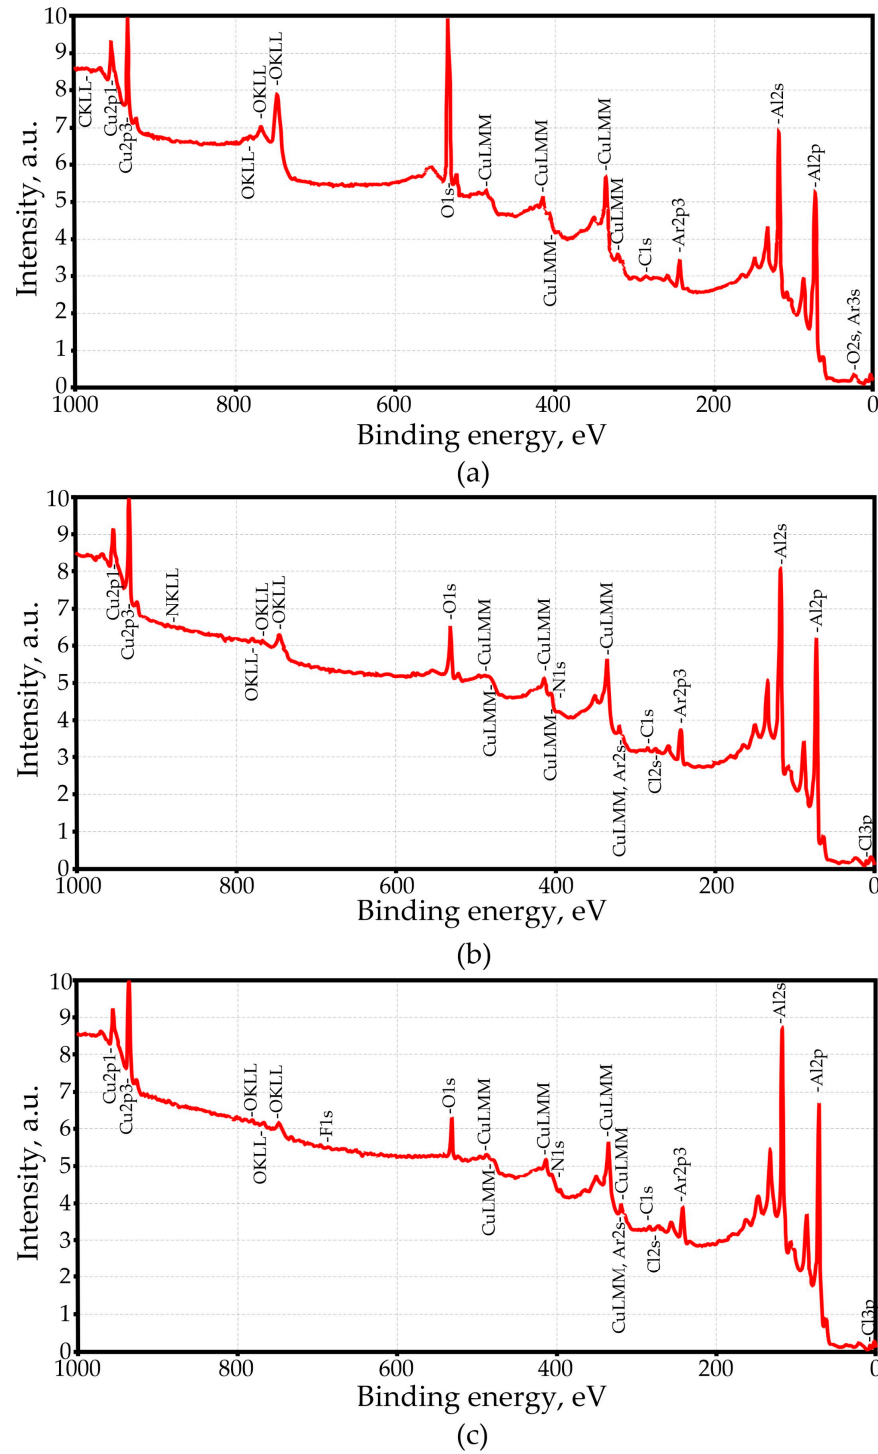 10
9
8
7
6
5
4
3
2
1
0
Intensity, a.u.
CKLL-
Cu2p1-
Cu2p3-
OKLL-
-OKLL
-OKLL
O1s-
-CuLMM
-CuLMM
CuLMM-
-CuLMM
-CuLMM
-C1s
-Ar2p3
-Al2s
-Al2p
-O2s, Ar3s
1000 800 600 400 200 0
Binding energy, eV
(a)
10
9
8
7
6
5
4
3
2
1
0
Intensity, a.u.
Cu2p1-
Cu2p3-
-NKLL
OKLL-
-OKLL
-OKLL
-O1s
-CuLMM
CuLMM-
-CuLMM
CuLMM-
-N1s
-CuLMM
CuLMM, Ar2s-
-C1s
Cl2s-
-Ar2p3
-Al2s
-Al2p
-Cl3p
1000 800 600 400 200 0
Binding energy, eV
(b)
10
9
8
7
6
5
4
3
2
1
0
Intensity, a.u.
Cu2p1-
Cu2p3-
-OKLL
OKLL-
-OKLL
-F1s
-O1s
-CuLMM
CuLMM-
-CuLMM
-N1s
-CuLMM
-CuLMM
CuLMM, Ar2s-
-C1s
Cl2s-
-Ar2p3
-Al2s
-Al2p
-Cl3p
1000 800 600 400 200 0
Binding energy, eV
(c)